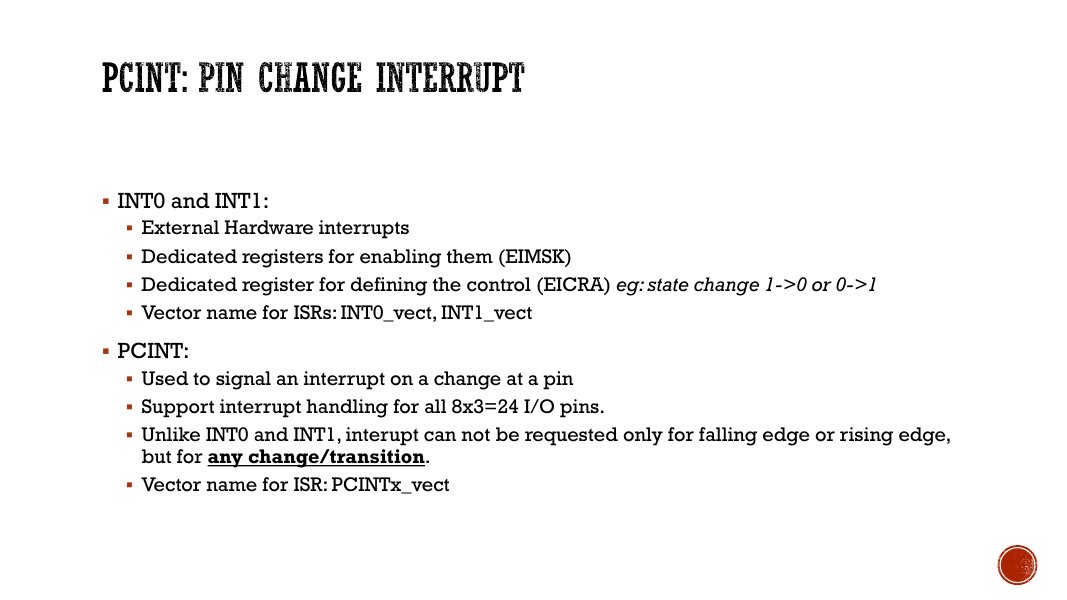 PCINT: PIN CHANGE INTERRUPT
▪ INT0 and INT1:
▪ External Hardware interrupts
▪ Dedicated registers for enabling them (EIMSK)
▪ Dedicated register for defining the control (EICRA) eg: state change 1->0 or 0->1
▪ Vector name for ISRs: INT0_vect, INT1_vect
▪ PCINT:
▪ Used to signal an interrupt on a change at a pin
▪ Support interrupt handling for all 8x3=24 I/O pins.
▪ Unlike INT0 and INT1, interupt can not be requested only for falling edge or rising edge,
but for any change/transition.
▪ Vector name for ISR: PCINTx_vect